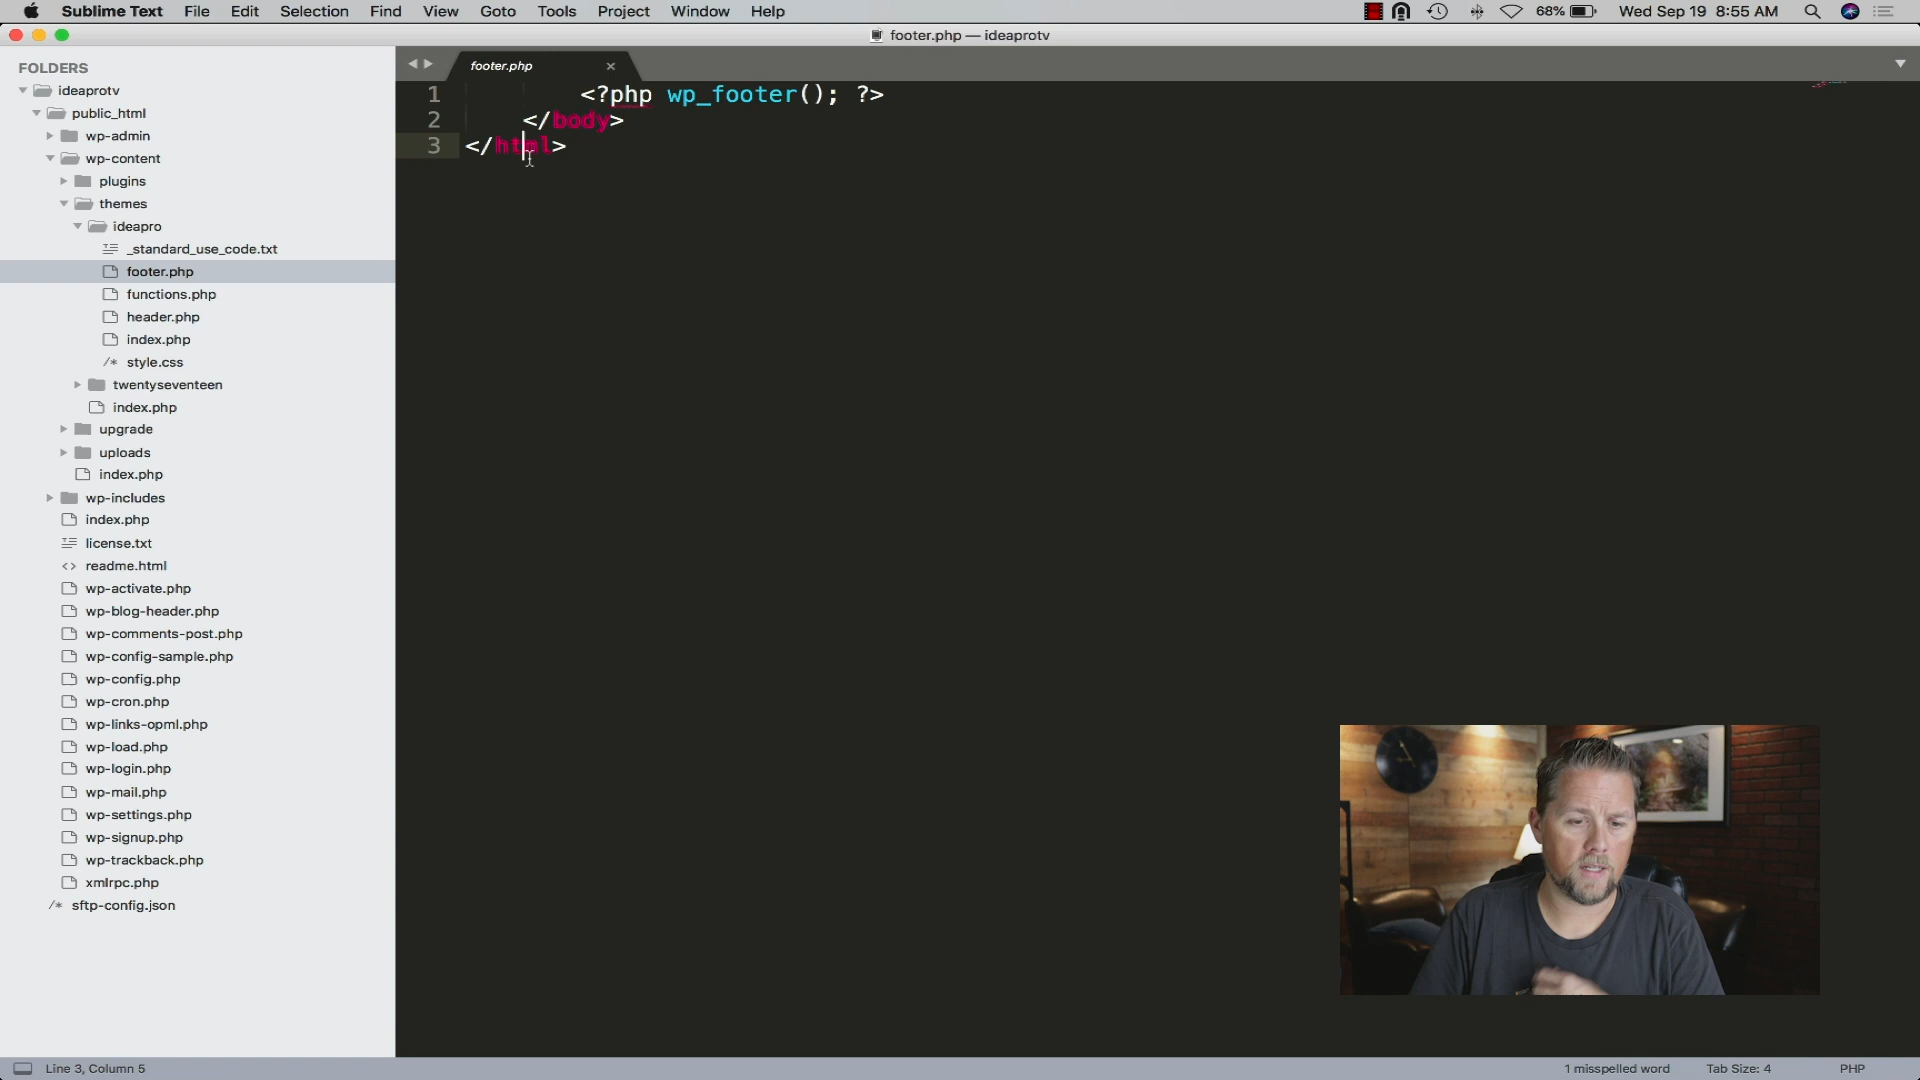 Sublime Text File Edit Selection Find View Goto Tools Project Window Help 68% Wed Sep 19 8:55 AM
footer.php — ideaprotv
FOLDERS
ideaprotv
public_html
wp-admin
wp-content
plugins
themes
ideapro
_standard_use_code.txt
footer.php
functions.php
header.php
index.php
/* style.css
twentyseventeen
index.php
upgrade
uploads
index.php
wp-includes
index.php
license.txt
<> readme.html
wp-activate.php
wp-blog-header.php
wp-comments-post.php
wp-config-sample.php
wp-config.php
wp-cron.php
wp-links-opml.php
wp-load.php
wp-login.php
wp-mail.php
wp-settings.php
wp-signup.php
wp-trackback.php
xmlrpc.php
/* sftp-config.json
footer.php ×
1 <?php wp_footer(); ?>
2 </body>
3 </html>
Line 3, Column 5 1 misspelled word Tab Size: 4 PHP